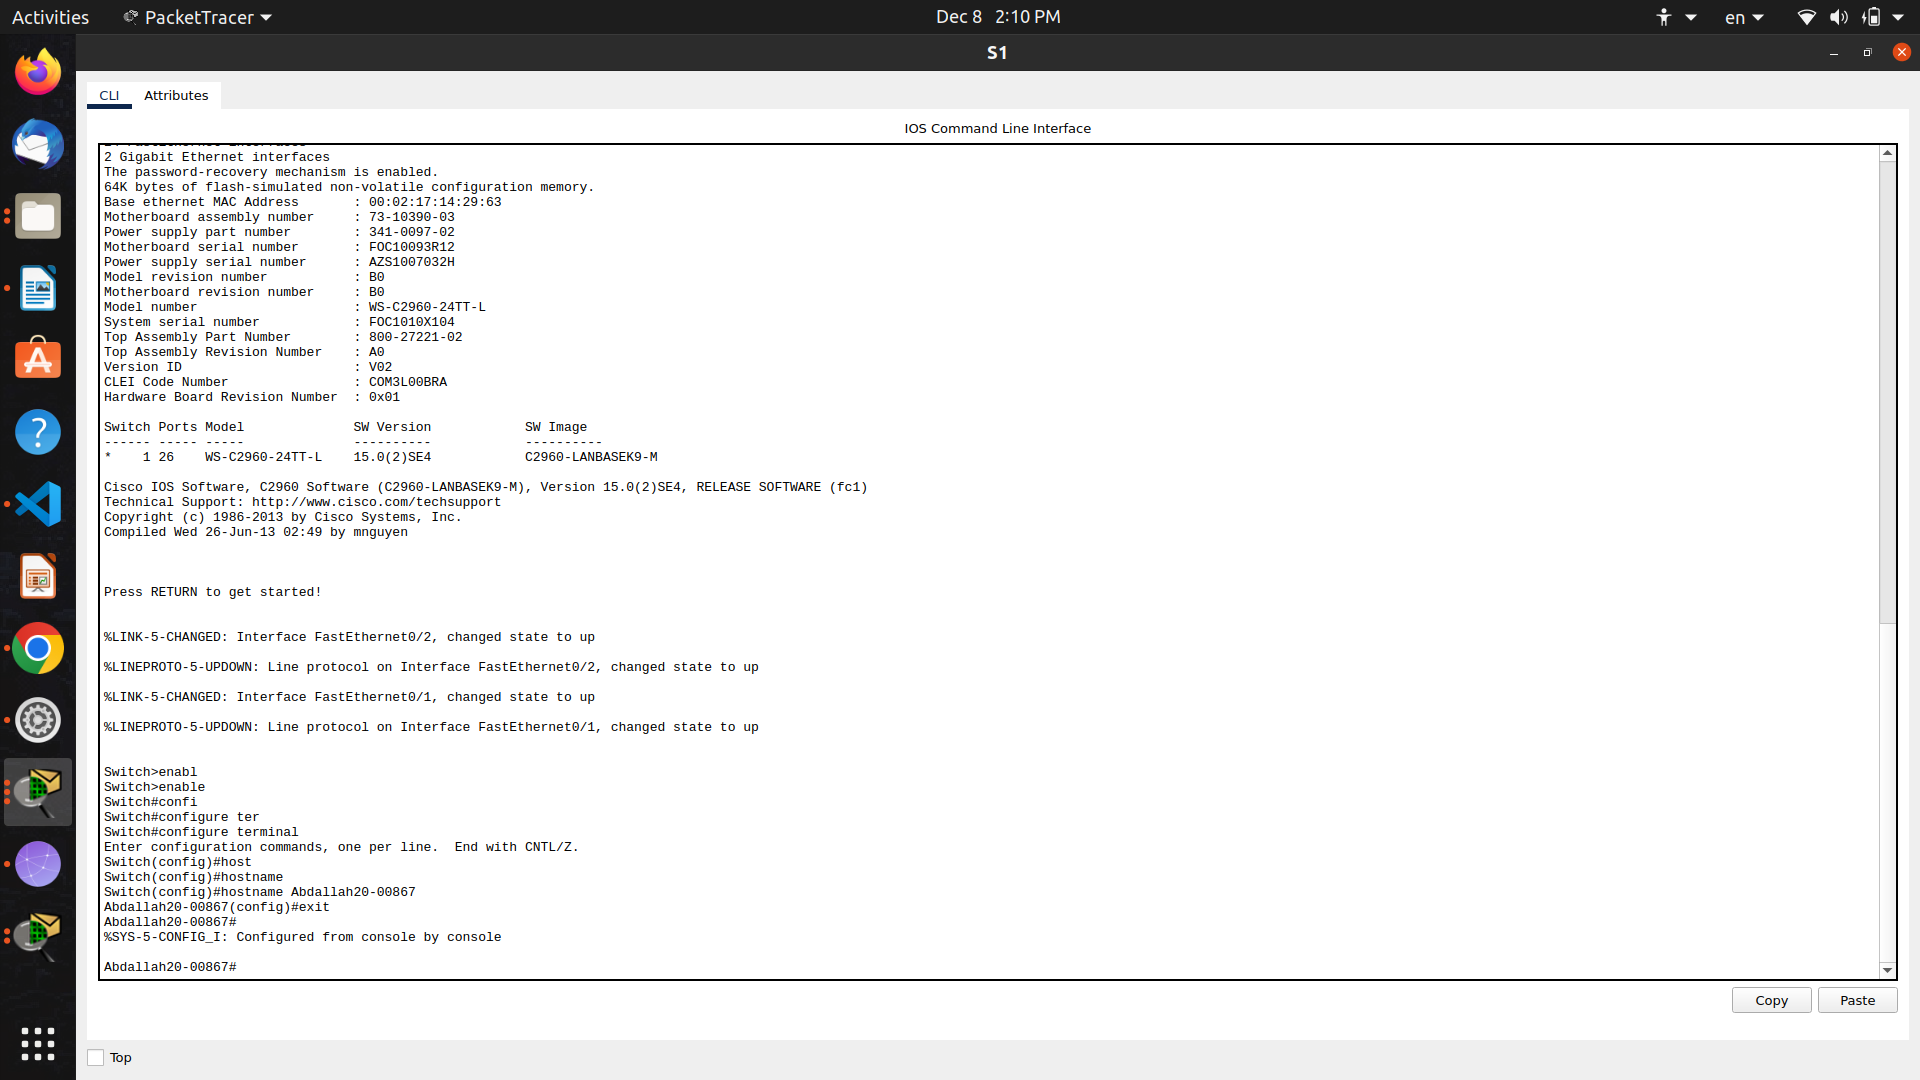 Activities
PacketTracer
Dec 8 2:10 PM
en
S1
CLI
Attributes
IOS Command Line Interface
2 Gigabit Ethernet interfaces
The password-recovery mechanism is enabled.
64K bytes of flash-simulated non-volatile configuration memory.
Base ethernet MAC Address       : 00:02:17:14:29:63
Motherboard assembly number     : 73-10390-03
Power supply part number        : 341-0097-02
Motherboard serial number       : FOC10093R12
Power supply serial number      : AZS1007032H
Model revision number           : B0
Motherboard revision number     : B0
Model number                    : WS-C2960-24TT-L
System serial number            : FOC1010X104
Top Assembly Part Number        : 800-27221-02
Top Assembly Revision Number    : A0
Version ID                      : V02
CLEI Code Number                : COM3L00BRA
Hardware Board Revision Number  : 0x01
Switch Ports Model              SW Version            SW Image
------ ----- -----              ----------            ----------
*    1 26    WS-C2960-24TT-L    15.0(2)SE4            C2960-LANBASEK9-M
Cisco IOS Software, C2960 Software (C2960-LANBASEK9-M), Version 15.0(2)SE4, RELEASE SOFTWARE (fc1)
Technical Support: http://www.cisco.com/techsupport
Copyright (c) 1986-2013 by Cisco Systems, Inc.
Compiled Wed 26-Jun-13 02:49 by mnguyen
Press RETURN to get started!
%LINK-5-CHANGED: Interface FastEthernet0/2, changed state to up
%LINEPROTO-5-UPDOWN: Line protocol on Interface FastEthernet0/2, changed state to up
%LINK-5-CHANGED: Interface FastEthernet0/1, changed state to up
%LINEPROTO-5-UPDOWN: Line protocol on Interface FastEthernet0/1, changed state to up
Switch>enabl
Switch>enable
Switch#confi
Switch#configure ter
Switch#configure terminal
Enter configuration commands, one per line.  End with CNTL/Z.
Switch(config)#host
Switch(config)#hostname
Switch(config)#hostname Abdallah20-00867
Abdallah20-00867(config)#exit
Abdallah20-00867#
%SYS-5-CONFIG_I: Configured from console by console
Abdallah20-00867#
Copy
Paste
Top